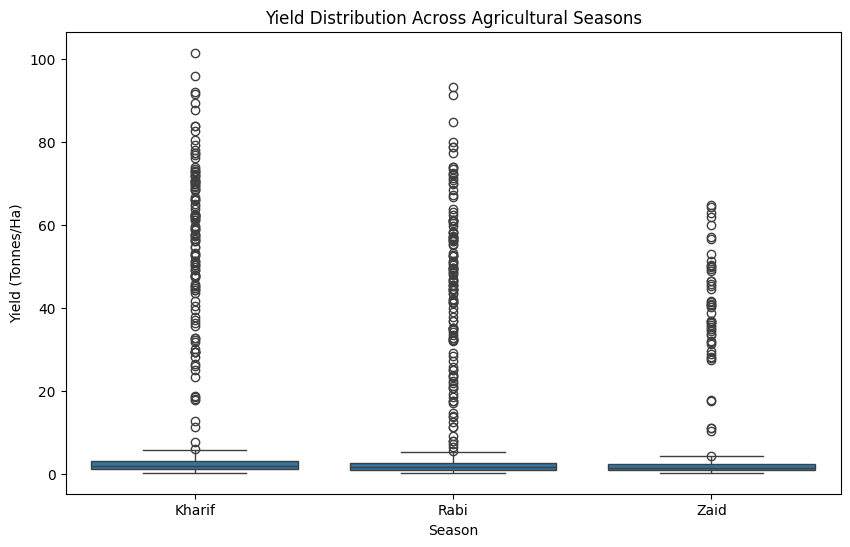 Yield Distribution Across Agricultural Seasons
Yield (Tonnes/Ha)
100
80
60
40
20
0
Kharif
Rabi
Zaid
Season